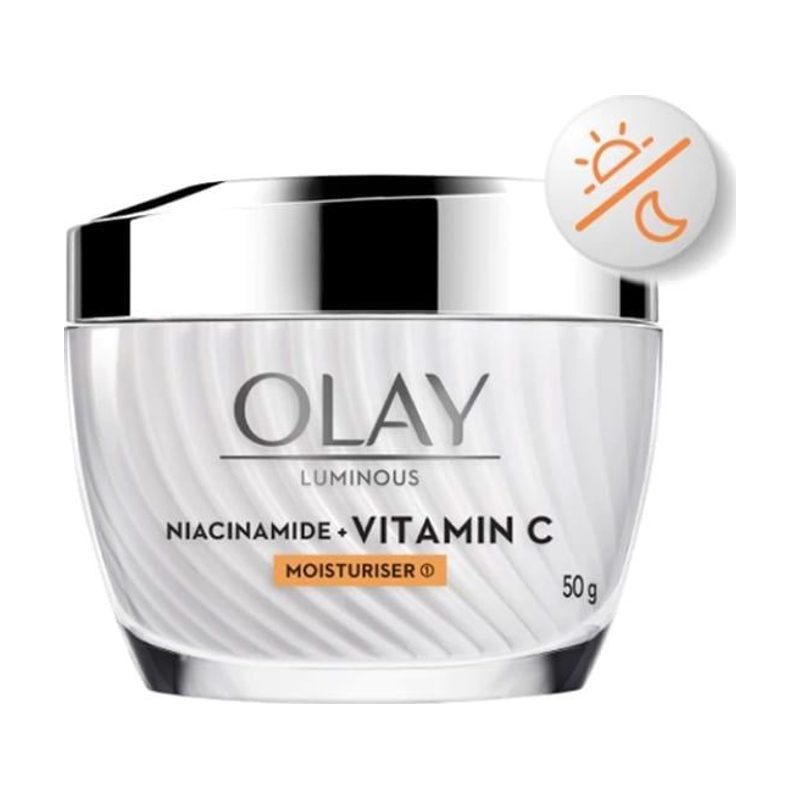 OLAY
LUMINOUS
NIACINAMIDE + VITAMIN C
MOISTURISER ①
50 g